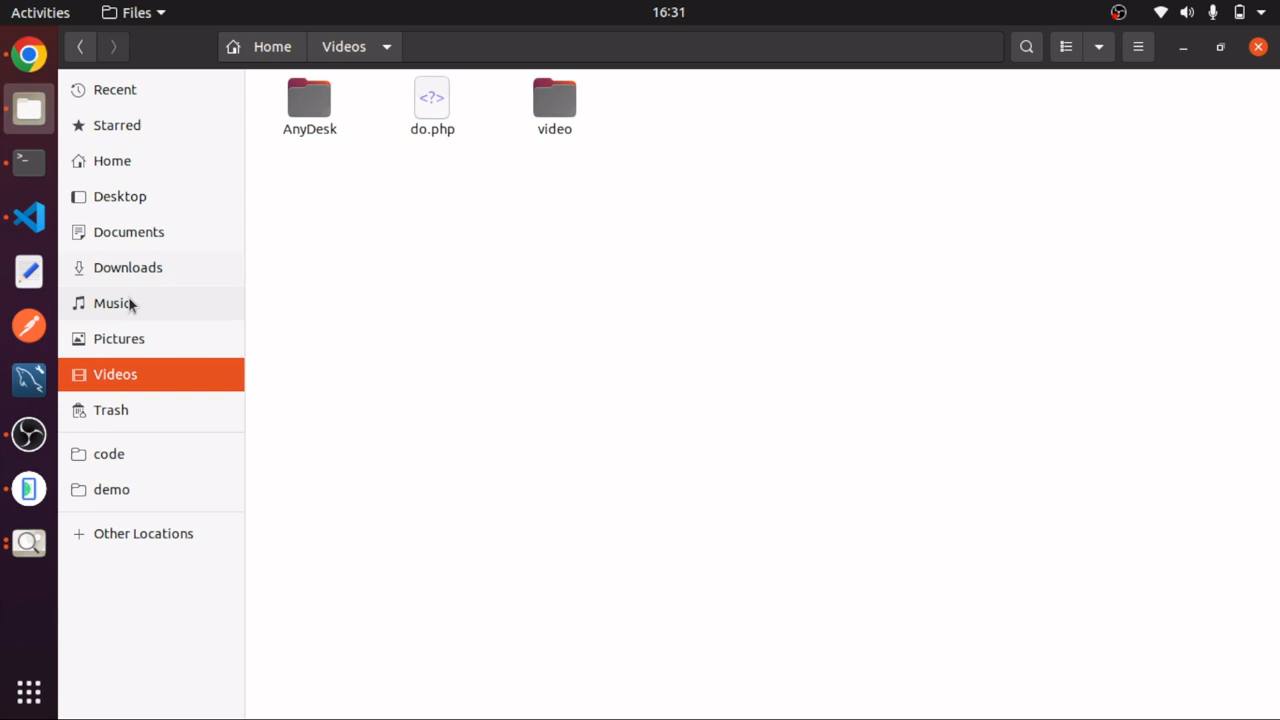 Activities
Files
16:31
Home
Videos
Recent
Starred
Home
Desktop
Documents
Downloads
Music
Pictures
Videos
Trash
code
demo
+ Other Locations
AnyDesk
<?>
do.php
video
>_